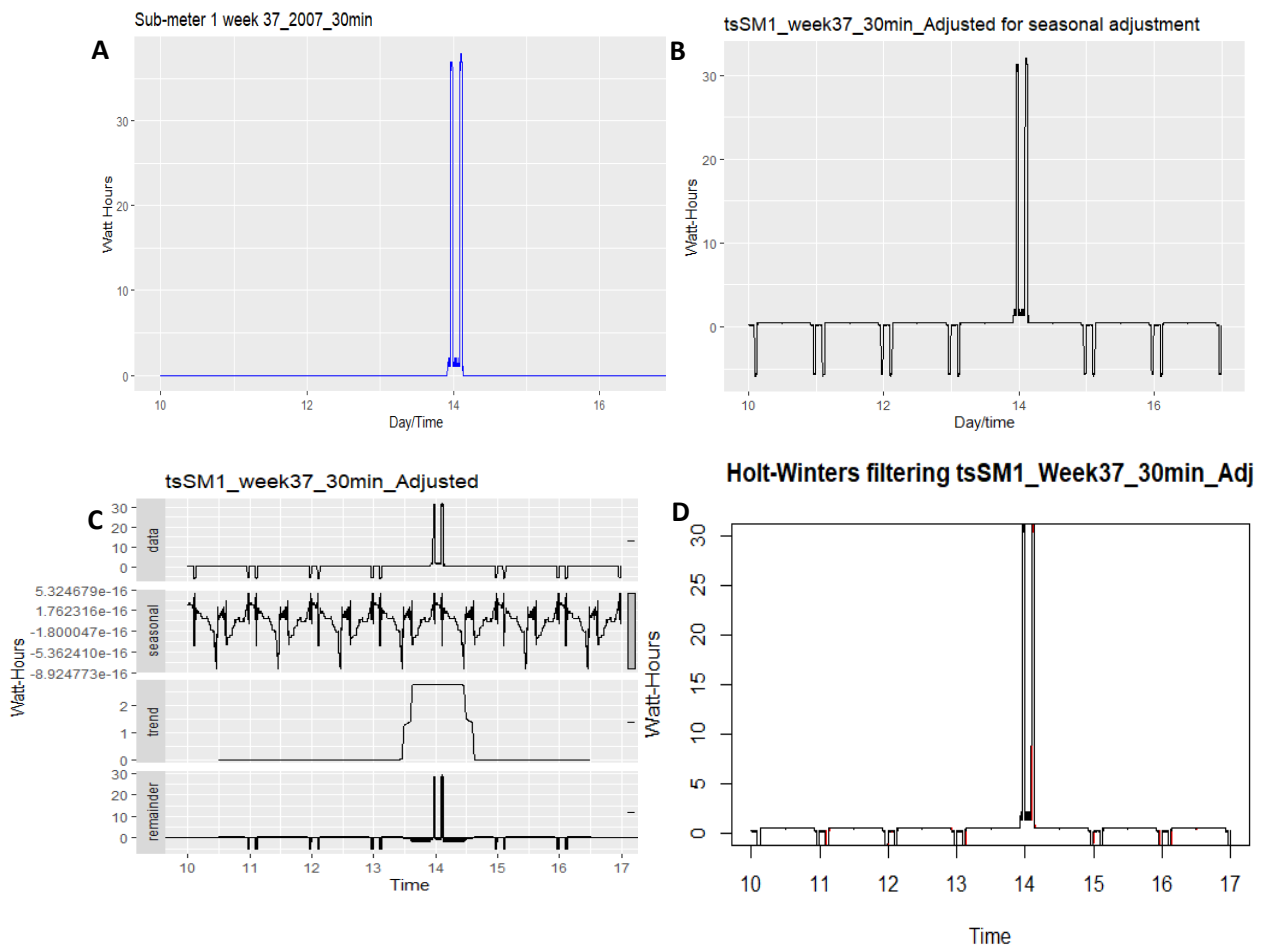 Sub-meter 1 week 37_2007_30min
A
30
20
10
0
Watt Hours
10
12
14
16
Day/Time
tsSM1_week37_30min_Adjusted for seasonal adjustment
B
30
20
10
0
Watt-Hours
10
12
14
16
Day/time
tsSM1_week37_30min_Adjusted
C
30
20
10
0
data
5.324679e-16
1.762316e-16
-1.800047e-16
-5.362410e-16
-8.924773e-16
seasonal
Watt-Hours
2
1
0
trend
30
20
10
0
remainder
10
11
12
13
14
15
16
17
Time
Holt-Winters filtering tsSM1_Week37_30min_Adj
D
30
25
20
15
10
5
0
Watt-Hours
10
11
12
13
14
15
16
17
Time